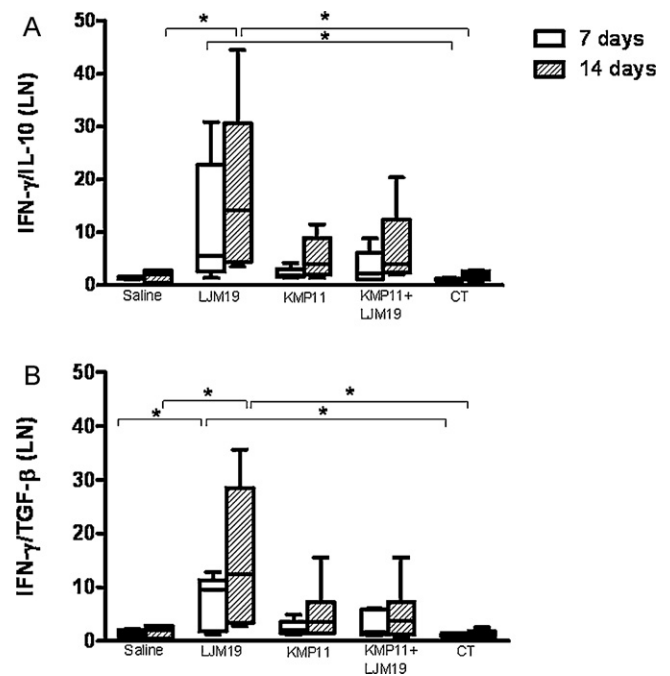 A
IFN-γ/IL-10 (LN)
50
40
30
20
10
0
*
*
*
7 days
14 days
Saline
LJM19
KMP11
KMP11+
LJM19
CT
B
IFN-γ/TGF-β (LN)
50
40
30
20
10
0
*
*
*
*
Saline
LJM19
KMP11
KMP11+
LJM19
CT